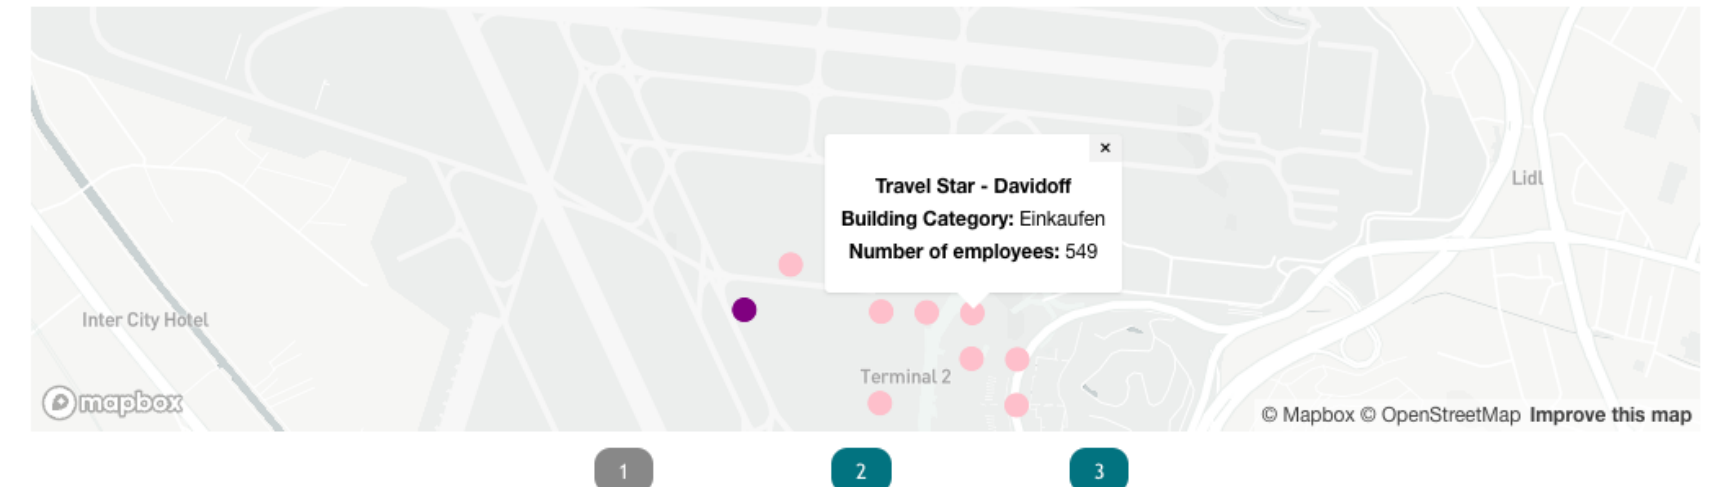 ×
Travel Star - Davidoff
Building Category: Einkaufen
Number of employees: 549
Lidl
Inter City Hotel
Terminal 2
mapbox
© Mapbox © OpenStreetMap Improve this map
1 2 3